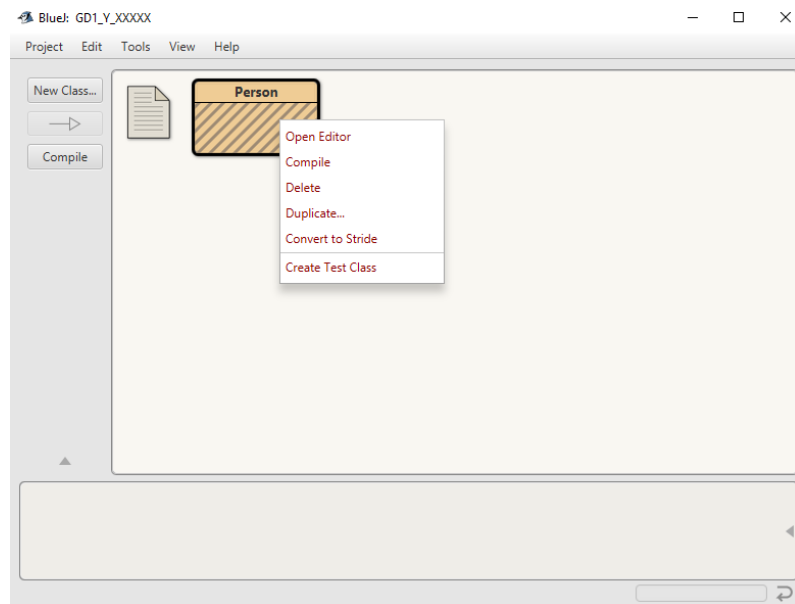 BlueJ: GD1_Y_XXXXX
Project Edit Tools View Help
New Class...
Compile
Person
Open Editor
Compile
Delete
Duplicate...
Convert to Stride
Create Test Class